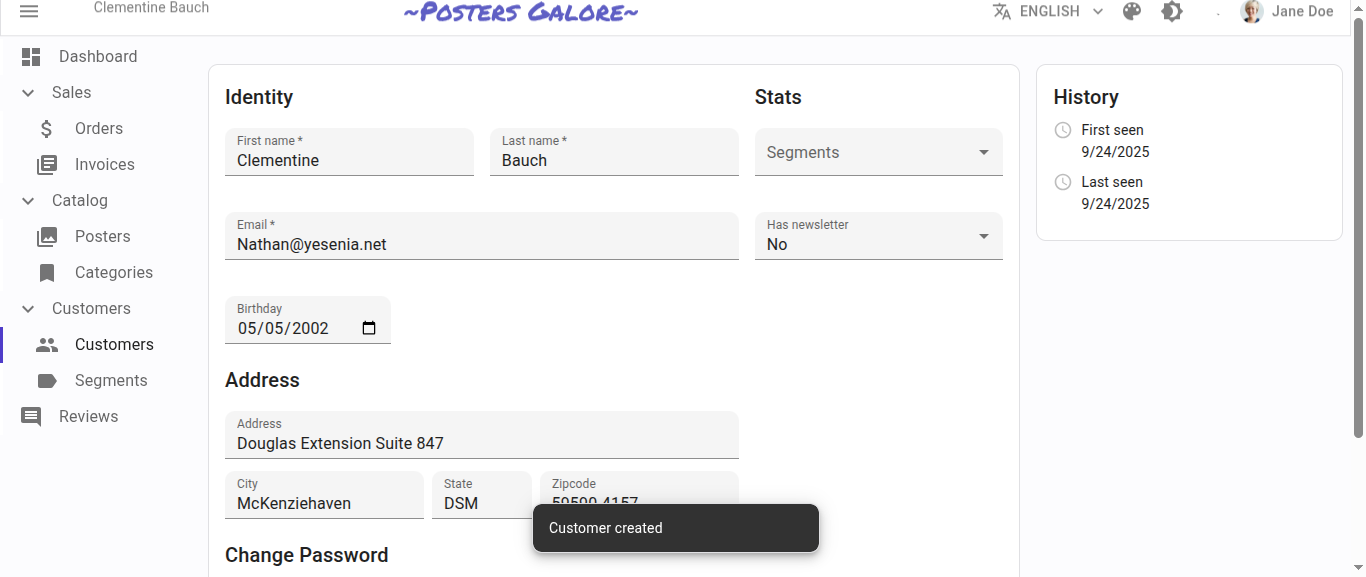 Clementine Bauch
~Posters Galore~
ENGLISH
Jane Doe
Dashboard
Sales
Orders
Invoices
Catalog
Posters
Categories
Customers
Customers
Segments
Reviews
Identity
First name *
Clementine
Last name *
Bauch
Email *
Nathan@yesenia.net
Birthday
05/05/2002
Stats
Segments
Has newsletter
No
Address
Address
Douglas Extension Suite 847
City
McKenziehaven
State
DSM
Zipcode
59590-4157
Change Password
History
First seen
9/24/2025
Last seen
9/24/2025
Customer created